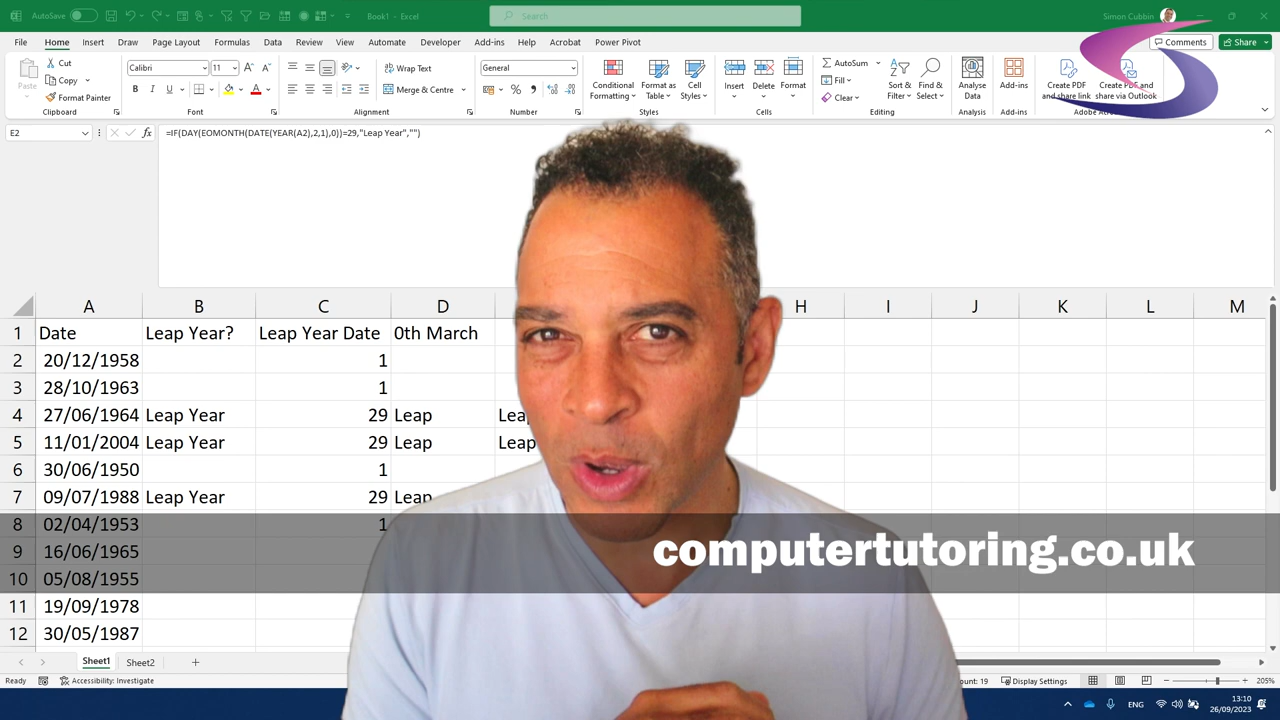 AutoSave Book1 - Excel Search Simon Cubbin
File Home Insert Draw Page Layout Formulas Data Review View Automate Developer Add-ins Help Acrobat Power Pivot Comments Share
Paste Cut Copy Format Painter
Clipboard
Calibri 11
B I U
Font
Wrap Text
Merge & Centre
Alignment
General
Number
Conditional Formatting
Format as Table
Cell Styles
Styles
Insert Delete Format
Cells
AutoSum
Fill
Clear
Sort & Filter
Find & Select
Editing
Analyse Data
Analysis
Add-ins
Add-ins
Create PDF and share link
Create PDF and share via Outlook
E2 fx =IF(DAY(EOMONTH(DATE(YEAR(A2),2,1),0))=29,"Leap Year","")
A B C D H I J K L M
1 Date Leap Year? Leap Year Date 0th March
2 20/12/1958 1
3 28/10/1963 1
4 27/06/1964 Leap Year 29 Leap
5 11/01/2004 Leap Year 29 Leap Leap
6 30/06/1950 1
7 09/07/1988 Leap Year 29 Leap
8 02/04/1953 1
9 16/06/1965
10 05/08/1955
11 19/09/1978
12 30/05/1987
computertutoring.co.uk
Sheet1 Sheet2
Ready Accessibility: Investigate Display Settings 205%
ENG 13:10
26/09/2023